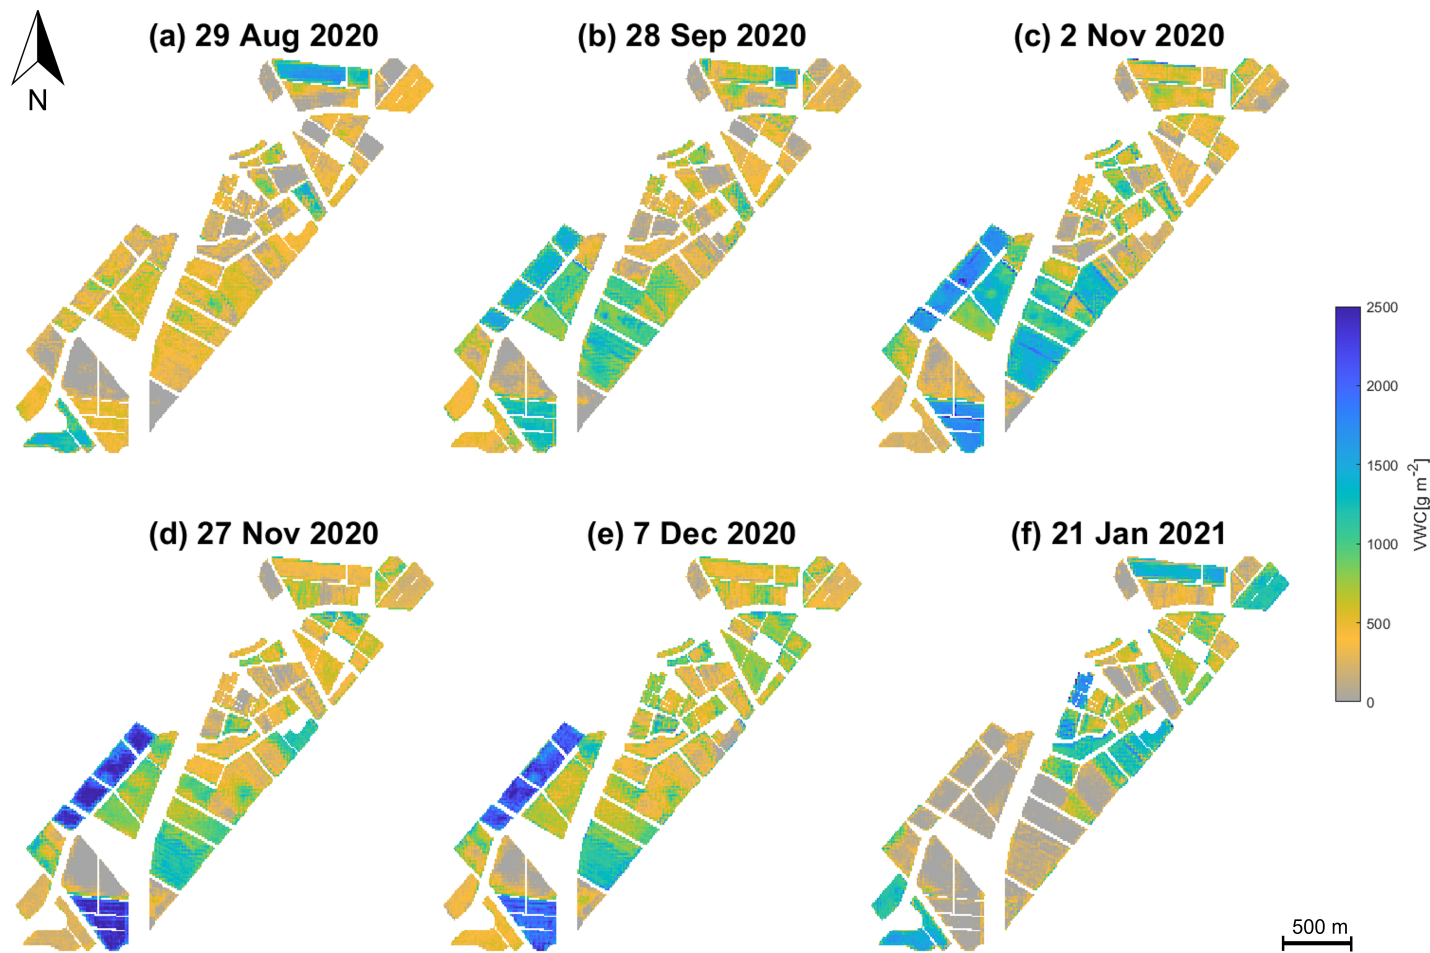 (a) 29 Aug 2020
(b) 28 Sep 2020
(c) 2 Nov 2020
N
(d) 27 Nov 2020
(e) 7 Dec 2020
(f) 21 Jan 2021
2500
2000
1500
1000
500
0
VWC[g m-2]
500 m